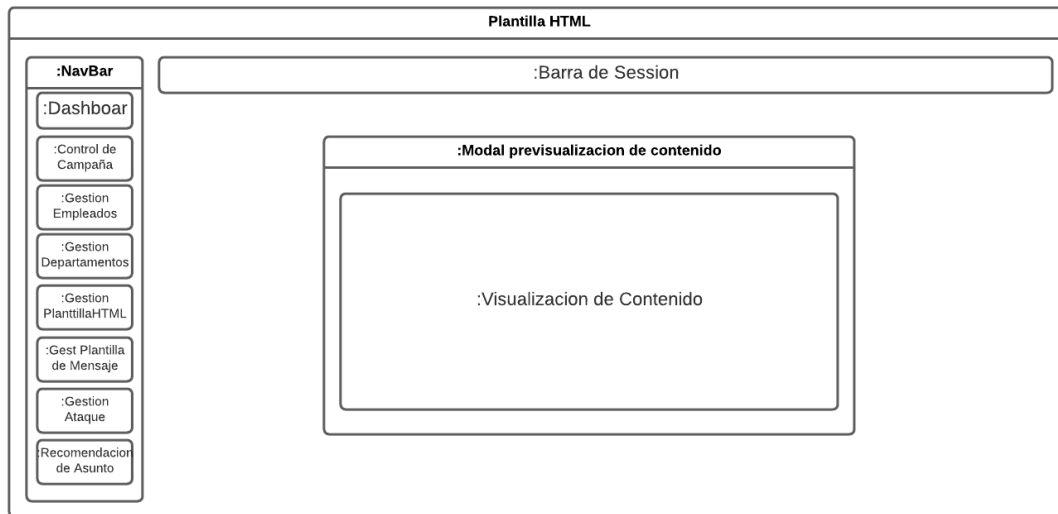 Plantilla HTML
:NavBar
:Barra de Session
:Dashboar
:Control de
Campaña
:Gestion
Empleados
:Gestion
Departamentos
:Gestion
PlanttillaHTML
:Gest Plantilla
de Mensaje
:Gestion
Ataque
:Recomendacion
de Asunto
:Modal previsualizacion de contenido
:Visualizacion de Contenido